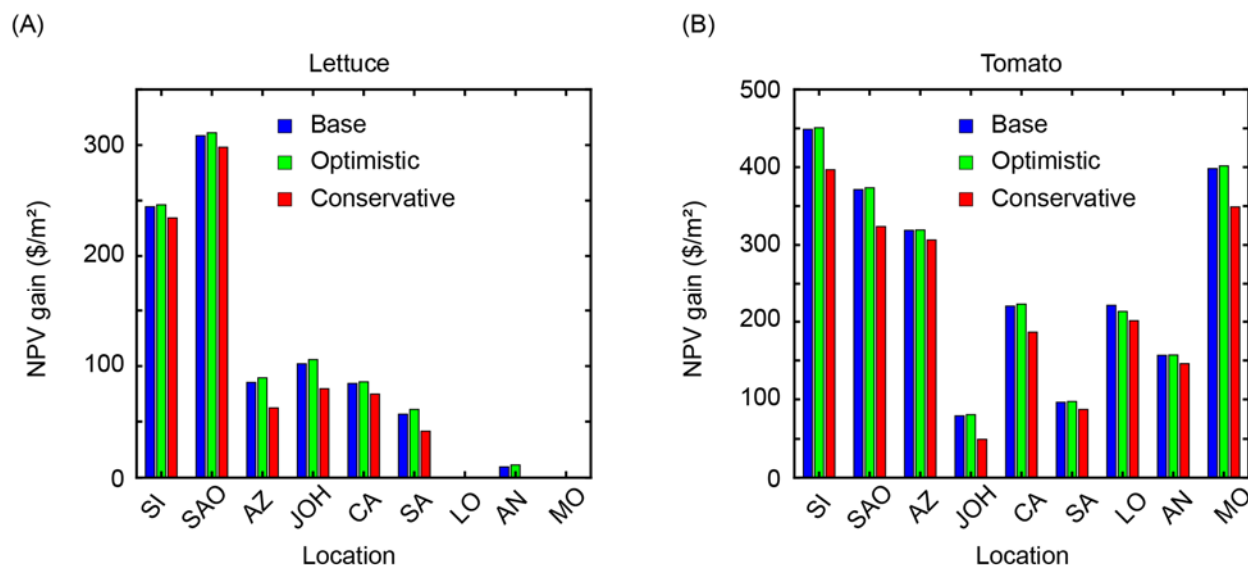 (A)
Lettuce
NPV gain ($/m²)
300
200
100
0
Base
Optimistic
Conservative
SI
SAO
AZ
JOH
CA
SA
LO
AN
MO
Location
(B)
Tomato
NPV gain ($/m²)
500
400
300
200
100
0
Base
Optimistic
Conservative
SI
SAO
AZ
JOH
CA
SA
LO
AN
MO
Location